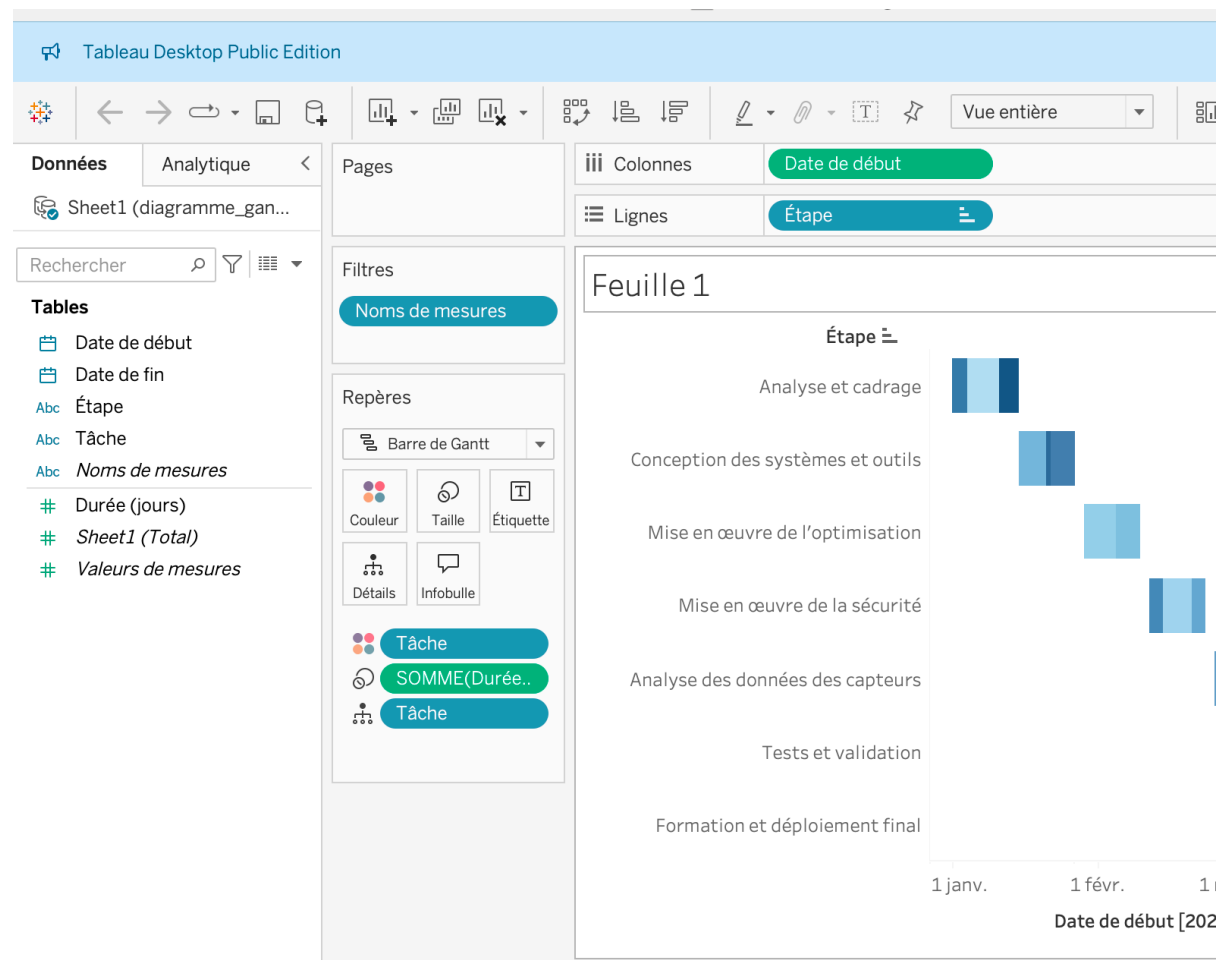 Tableau Desktop Public Edition
Vue entière
Données
Analytique
Sheet1 (diagramme_gan...
Rechercher
Tables
Date de début
Date de fin
Abc Étape
Abc Tâche
Abc Noms de mesures
Durée (jours)
Sheet1 (Total)
Valeurs de mesures
Pages
Filtres
Noms de mesures
Repères
Barre de Gantt
Couleur
Taille
Étiquette
Détails
Infobulle
Tâche
SOMME(Durée..
Tâche
Colonnes
Date de début
Lignes
Étape
Feuille 1
Étape
Analyse et cadrage
Conception des systèmes et outils
Mise en œuvre de l'optimisation
Mise en œuvre de la sécurité
Analyse des données des capteurs
Tests et validation
Formation et déploiement final
1 janv.
1 févr.
1
Date de début [202